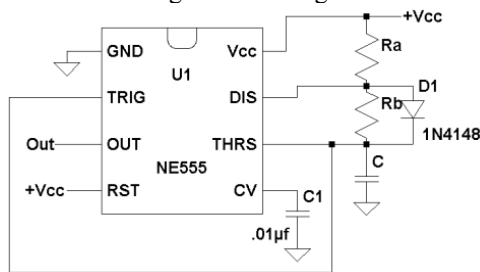 +Vcc
GND
Vcc
Ra
U1
D1
TRIG
DIS
Rb
1N4148
Out
OUT
THRS
C
NE555
+Vcc
RST
CV
C1
.01µf